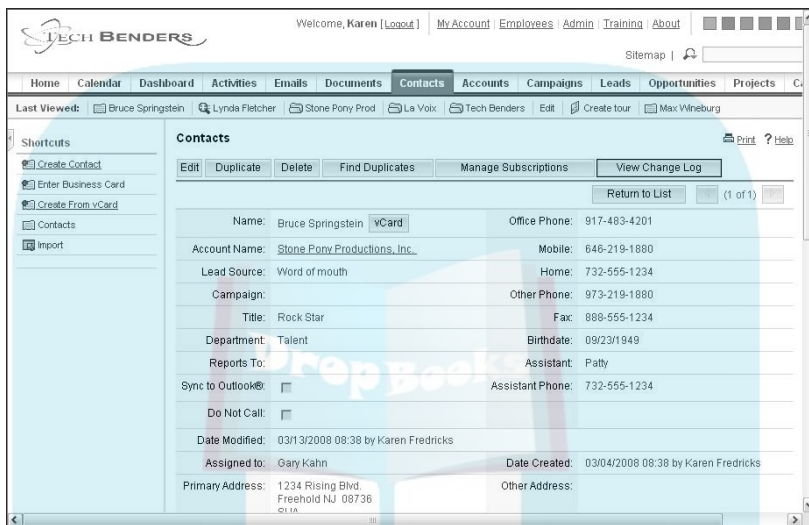 TECH BENDERS
Welcome, Karen [ Logout ] | My Account | Employees | Admin | Training | About
Sitemap |
Home Calendar Dashboard Activities Emails Documents Contacts Accounts Campaigns Leads Opportunities Projects
Last Viewed: Bruce Springstein Lynda Fletcher Stone Pony Prod La Voix Tech Benders Edit Create tour Max Wineburg
Shortcuts
Create Contact
Enter Business Card
Create From vCard
Contacts
Import
Contacts
Print ? Help
Edit Duplicate Delete Find Duplicates Manage Subscriptions View Change Log
Return to List (1 of 1)
Name: Bruce Springstein vCard Office Phone: 917-483-4201
Account Name: Stone Pony Productions, Inc. Mobile: 646-219-1880
Lead Source: Word of mouth Home: 732-555-1234
Campaign: Other Phone: 973-219-1880
Title: Rock Star Fax: 888-555-1234
Department: Talent Birthdate: 09/23/1949
Reports To: Assistant: Patty
Sync to Outlook®: Assistant Phone: 732-555-1234
Do Not Call:
Date Modified: 03/13/2008 08:38 by Karen Fredricks
Assigned to: Gary Kahn Date Created: 03/04/2008 08:38 by Karen Fredricks
Primary Address: 1234 Rising Blvd. Other Address:
Freehold NJ 08736
DropBooks